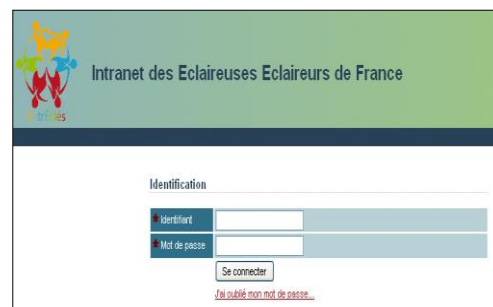 Intranet des Eclaireuses Eclaireurs de France
Identification
Identifiant
Mot de passe
Se connecter
J'ai oublié mon mot de passe...